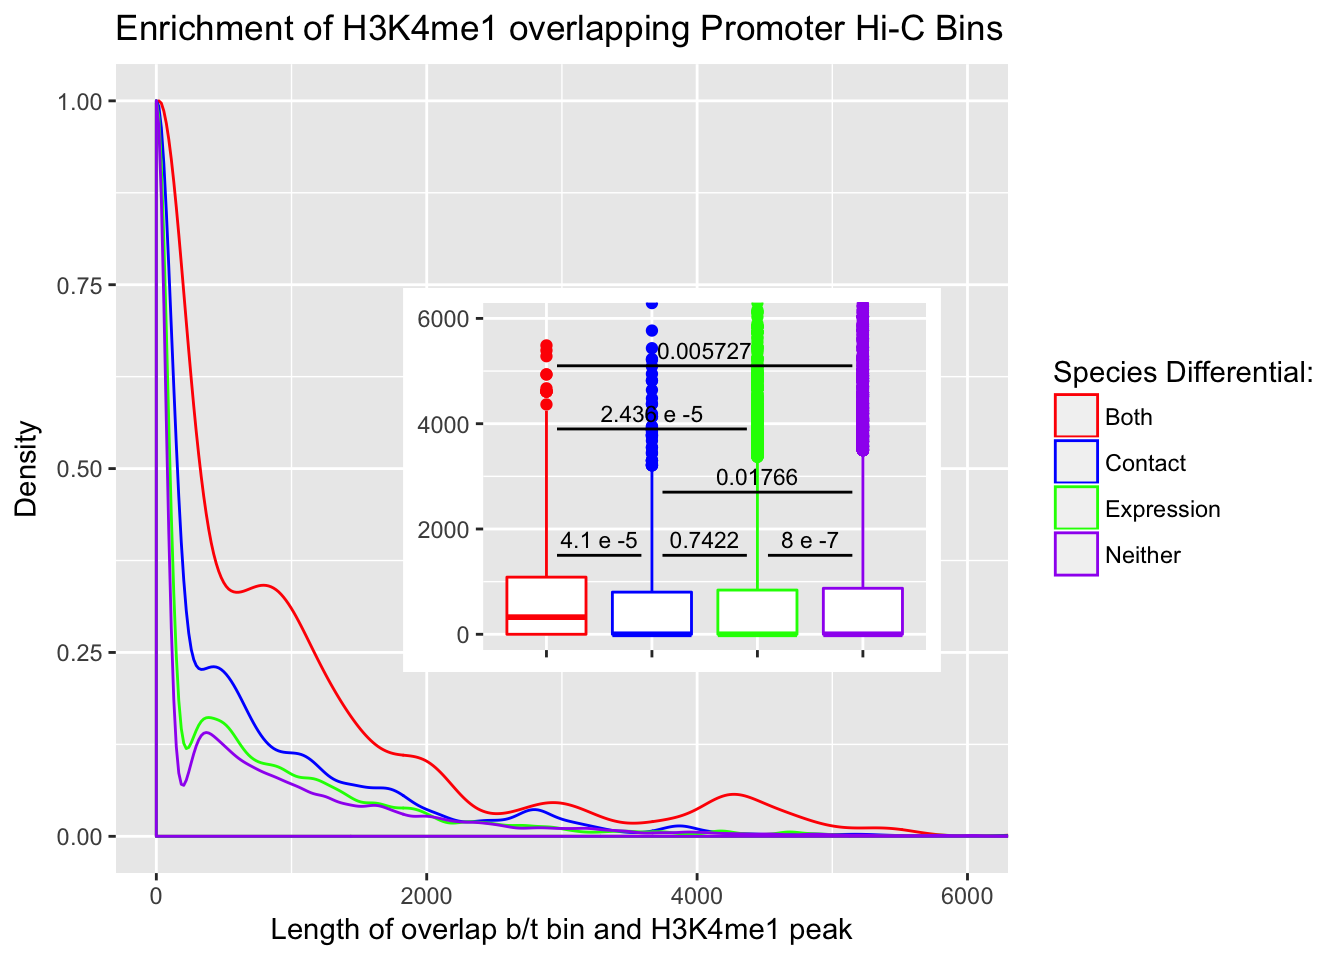 Enrichment of H3K4me1 overlapping Promoter Hi-C Bins
Density
1.00
0.75
0.50
0.25
0.00
0
2000
4000
6000
Length of overlap b/t bin and H3K4me1 peak
6000
4000
2000
0
0.005727
2.436 e -5
0.01766
4.1 e -5
0.7422
8 e -7
Species Differential:
Both
Contact
Expression
Neither